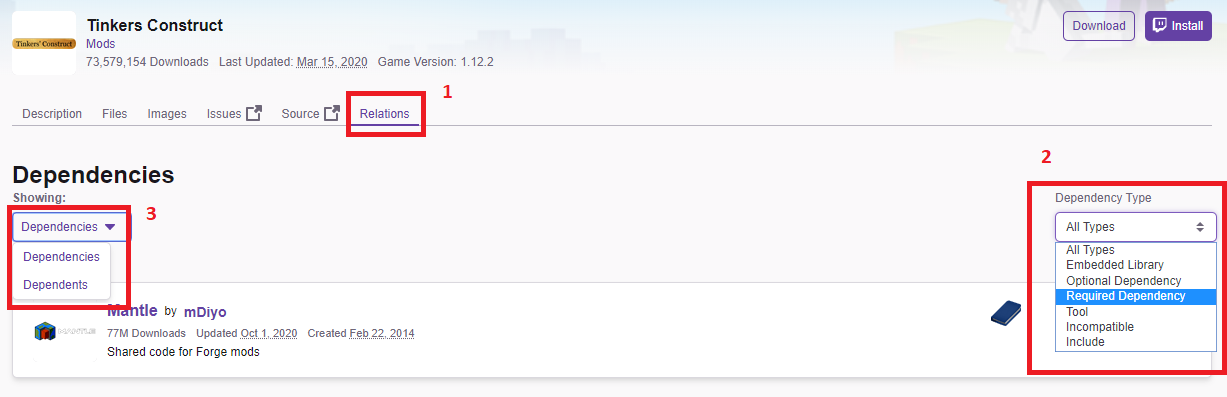 Tinkers' Construct
Tinkers Construct
Mods
73,579,154 Downloads Last Updated: Mar 15, 2020 Game Version: 1.12.2
Download
Install
1
Description Files Images Issues Source Relations
2
Dependencies
Showing:
3
Dependencies
Dependencies
Dependents
Dependency Type
All Types
All Types
Embedded Library
Optional Dependency
Required Dependency
Tool
Incompatible
Include
MANTLE
Mantle by mDiyo
77M Downloads Updated Oct 1, 2020 Created Feb 22, 2014
Shared code for Forge mods